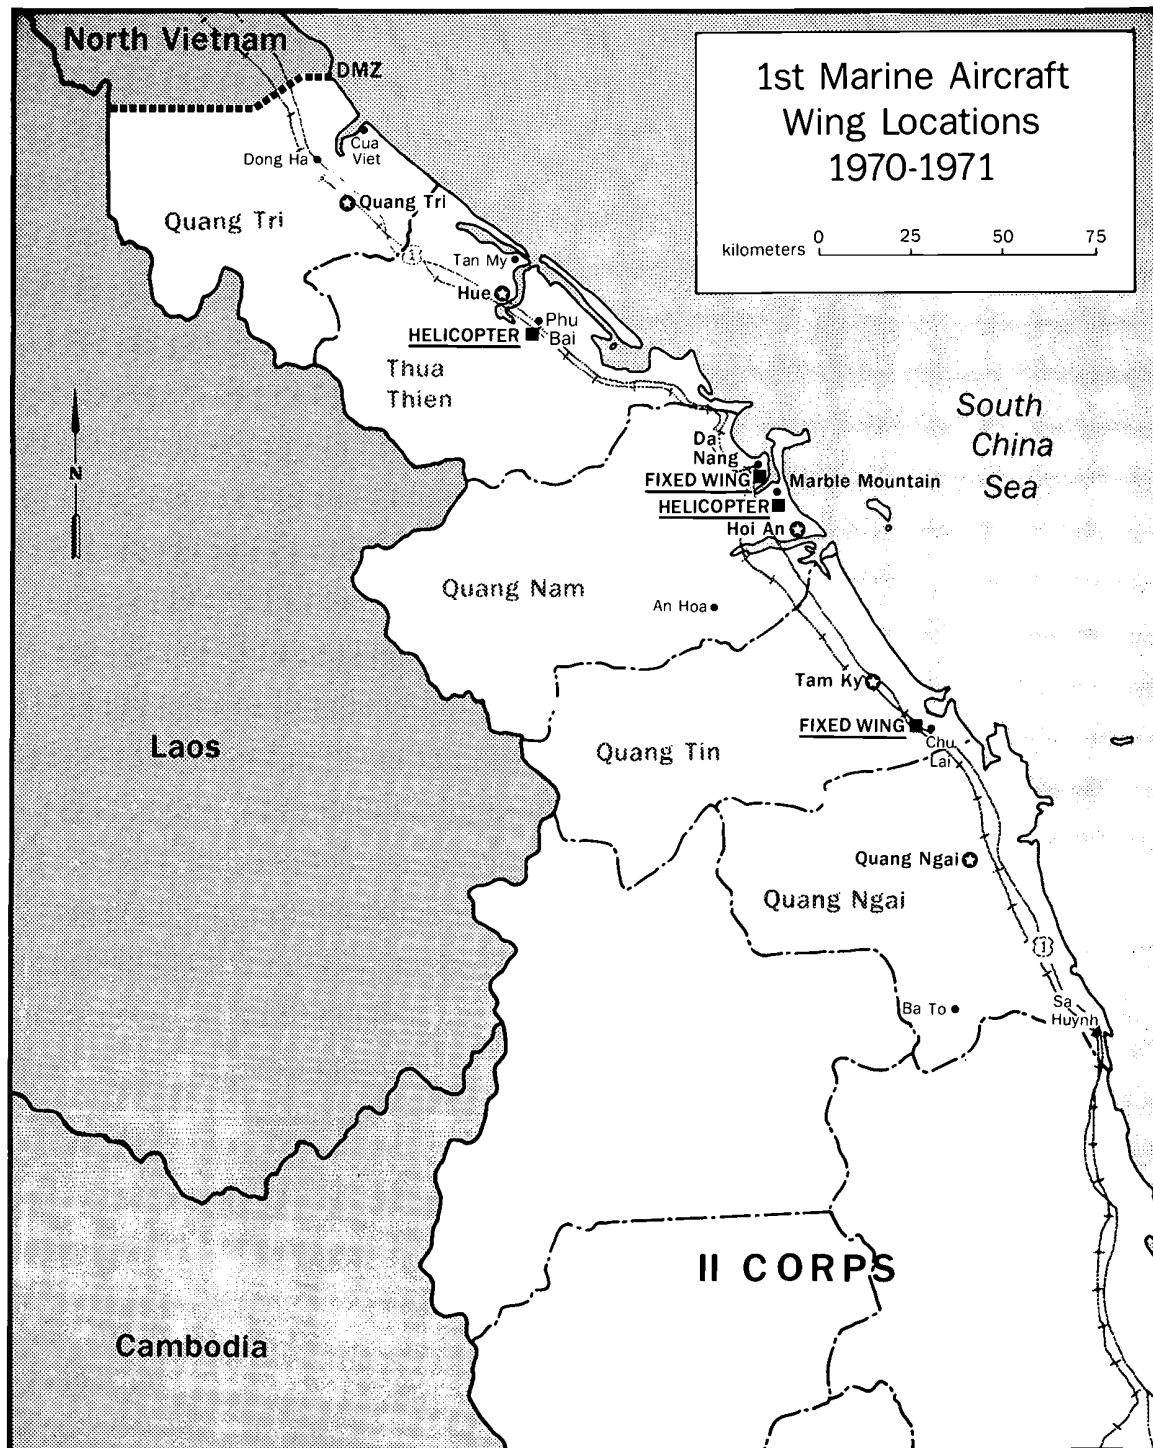 North Vietnam
DMZ
1st Marine Aircraft
Wing Locations
1970-1971
kilometers 0 25 50 75
Cua
Viet
Dong Ha
Quang Tri
Quang Tri
1
Tan My
Hue
Phu
Bai
HELICOPTER
Thua
Thien
N
South
China
Sea
Da
Nang
FIXED WING
Marble Mountain
HELICOPTER
Hoi An
Quang Nam
An Hoa
Tam Ky
FIXED WING
Chu
Lai
Laos
Quang Tin
Quang Ngai
Quang Ngai
1
Ba To
Sa
Huynh
II CORPS
Cambodia